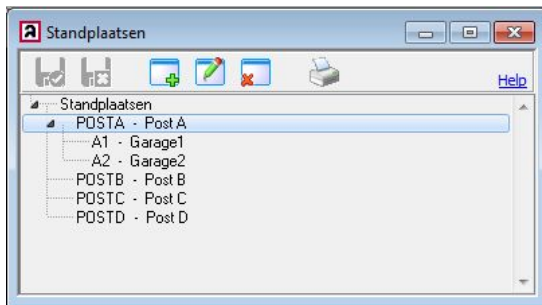 a Standplaatsen
Help
Standplaatsen
POSTA - Post A
A1 - Garage1
A2 - Garage2
POSTB - Post B
POSTC - Post C
POSTD - Post D